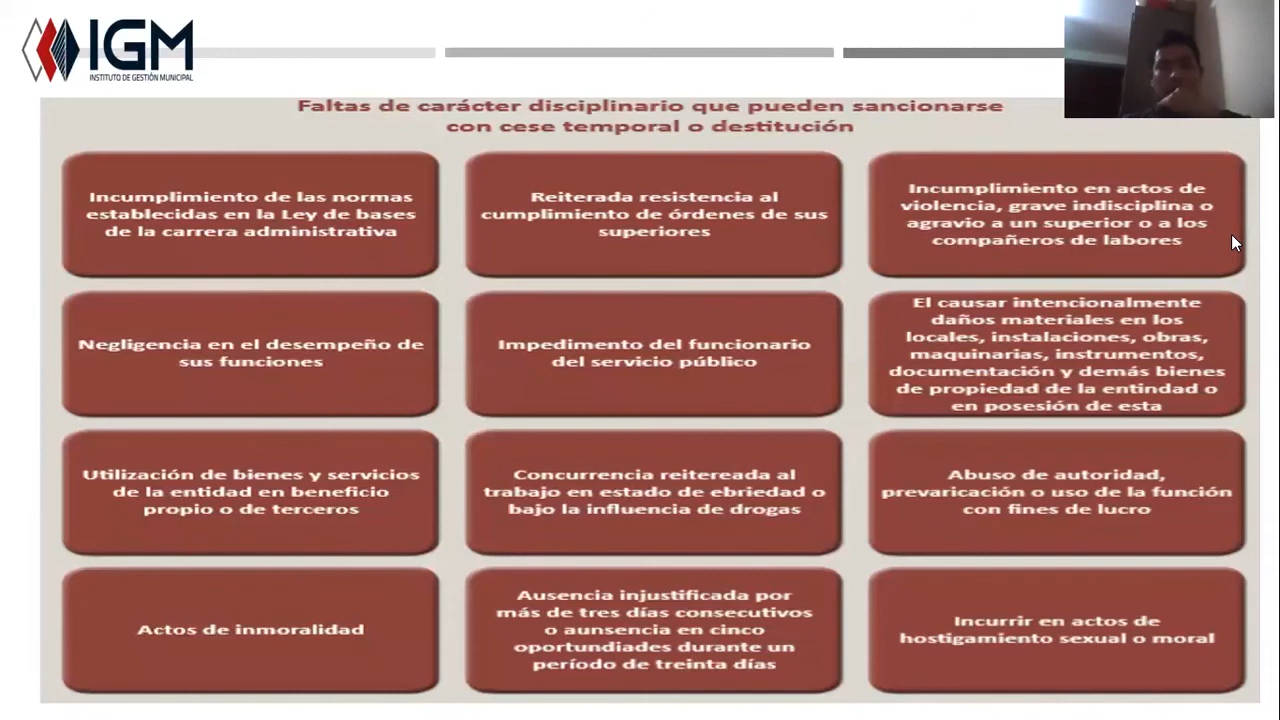 IGM
INSTITUTO DE GESTIÓN MUNICIPAL
Faltas de carácter disciplinario que pueden sancionarse
con cese temporal o destitución
Incumplimiento de las normas
establecidas en la Ley de bases
de la carrera administrativa
Reiterada resistencia al
cumplimiento de órdenes de sus
superiores
Incumplimiento en actos de
violencia, grave indisciplina o
agravio a un superior o a los
compañeros de labores
Negligencia en el desempeño de
sus funciones
Impedimento del funcionario
del servicio público
El causar intencionalmente
daños materiales en los
locales, instalaciones, obras,
maquinarias, instrumentos,
documentación y demás bienes
de propiedad de la entindad o
en posesión de esta
Utilización de bienes y servicios
de la entidad en beneficio
propio o de terceros
Concurrencia reitereada al
trabajo en estado de ebriedad o
bajo la influencia de drogas
Abuso de autoridad,
prevaricación o uso de la función
con fines de lucro
Actos de inmoralidad
Ausencia injustificada por
más de tres días consecutivos
o aunsencia en cinco
oportundiades durante un
período de treinta días
Incurrir en actos de
hostigamiento sexual o moral